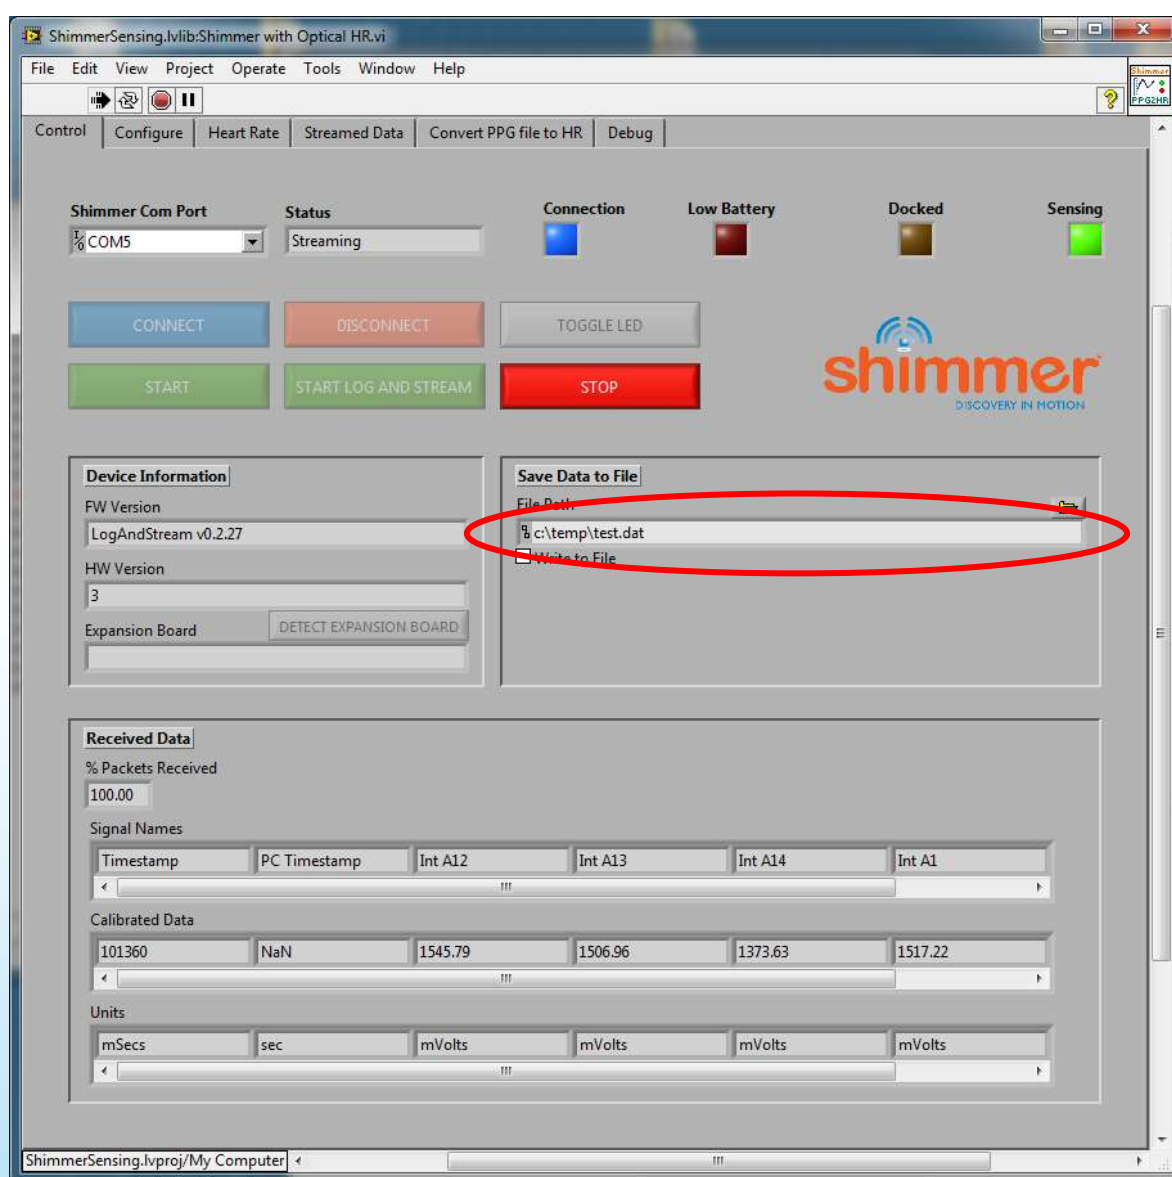 ShimmerSensing.lvlib:Shimmer with Optical HR.vi
File Edit View Project Operate Tools Window Help
Shimmer
PPG2HR
Control Configure Heart Rate Streamed Data Convert PPG file to HR Debug
Shimmer Com Port Status Connection Low Battery Docked Sensing
COM5 Streaming
CONNECT DISCONNECT TOGGLE LED
START START LOG AND STREAM STOP
shimmer
DISCOVERY IN MOTION
Device Information Save Data to File
FW Version File Path
LogAndStream v0.2.27 c:\temp\test.dat
Write to File
HW Version
3
Expansion Board DETECT EXPANSION BOARD
Received Data
% Packets Received
100.00
Signal Names
Timestamp PC Timestamp Int A12 Int A13 Int A14 Int A1
Calibrated Data
101360 NaN 1545.79 1506.96 1373.63 1517.22
Units
mSecs sec mVolts mVolts mVolts mVolts
ShimmerSensing.lvproj/My Computer